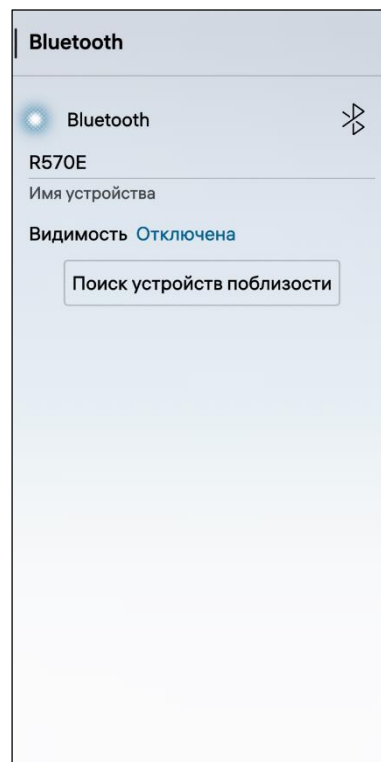 Bluetooth
Bluetooth
R570E
Имя устройства
Видимость Отключена
Поиск устройств поблизости